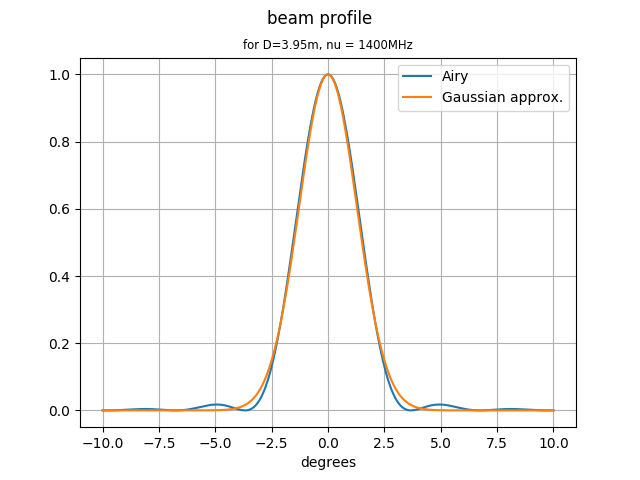 beam profile
for D=3.95m, nu = 1400MHz
Airy
Gaussian approx.
1.0
0.8
0.6
0.4
0.2
0.0
−10.0 −7.5 −5.0 −2.5 0.0 2.5 5.0 7.5 10.0
degrees